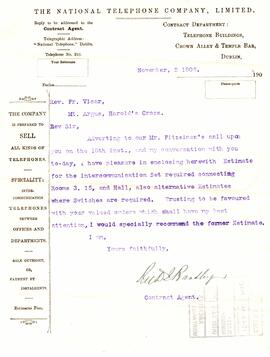 THE NATIONAL TELEPHONE COMPANY, LIMITED.
Reply to be addressed to the
Contract Agent.
Telegraphic Address—
"National Telephone," Dublin.
Telephone No. 210.
Your Reference
CONTRACT DEPARTMENT:
TELEPHONE BUILDINGS,
CROWN ALLEY & TEMPLE BAR,
DUBLIN,
November, 2 1906. 190
THE COMPANY
IS PREPARED TO
SELL
ALL KINDS OF
TELEPHONES.
SPECIALITY:
INTER-
COMMUNICATION
TELEPHONES
BETWEEN
OFFICES AND
DEPARTMENTS.
SALE OUTRIGHT,
OR,
PAYMENT BY
INSTALMENTS.
Estimates Free.
Rev. Fr. Vicar,
Mt. Argus, Harold's Cross.
Rev Sir,
Adverting to our Mr. Fitzsimon's call upon
you on the 18th inst., and my conversation with you
to-day, I have pleasure in enclosing herewith Estimate
for the intercommunication Set required connecting
Rooms 3, 15, and Hall, also alternative Estimates
where Switches are required. Trusting to be favoured
with your valued orders which shall have my best
attention, I would specially recommend the former Estimate.
I am,
Yours faithfully,
Contract Agent.